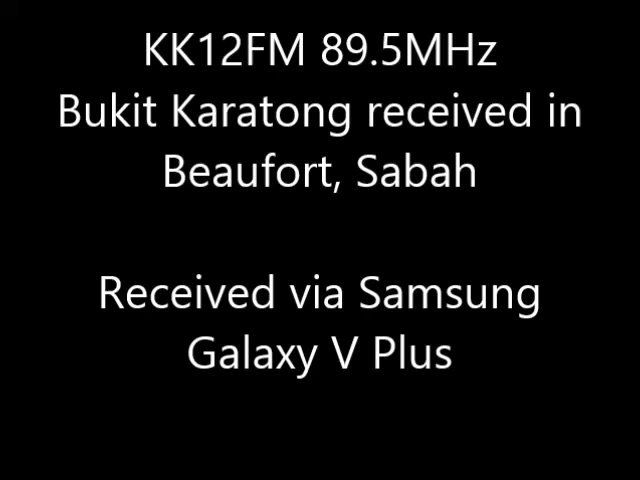 KK12FM 89.5MHz
Bukit Karatong received in
Beaufort, Sabah
Received via Samsung
Galaxy V Plus